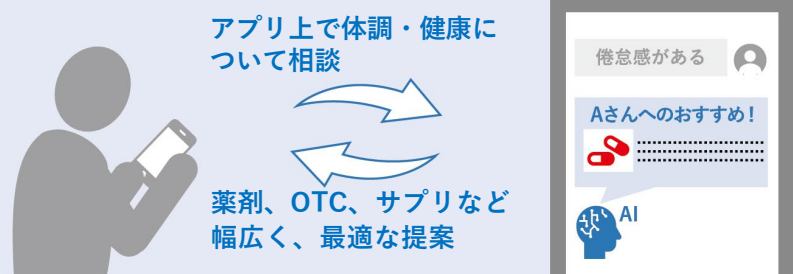 アプリ上で体調・健康に
ついて相談
薬剤、OTC、サプリなど
幅広く、最適な提案
倦怠感がある
Aさんへのおすすめ!
AI